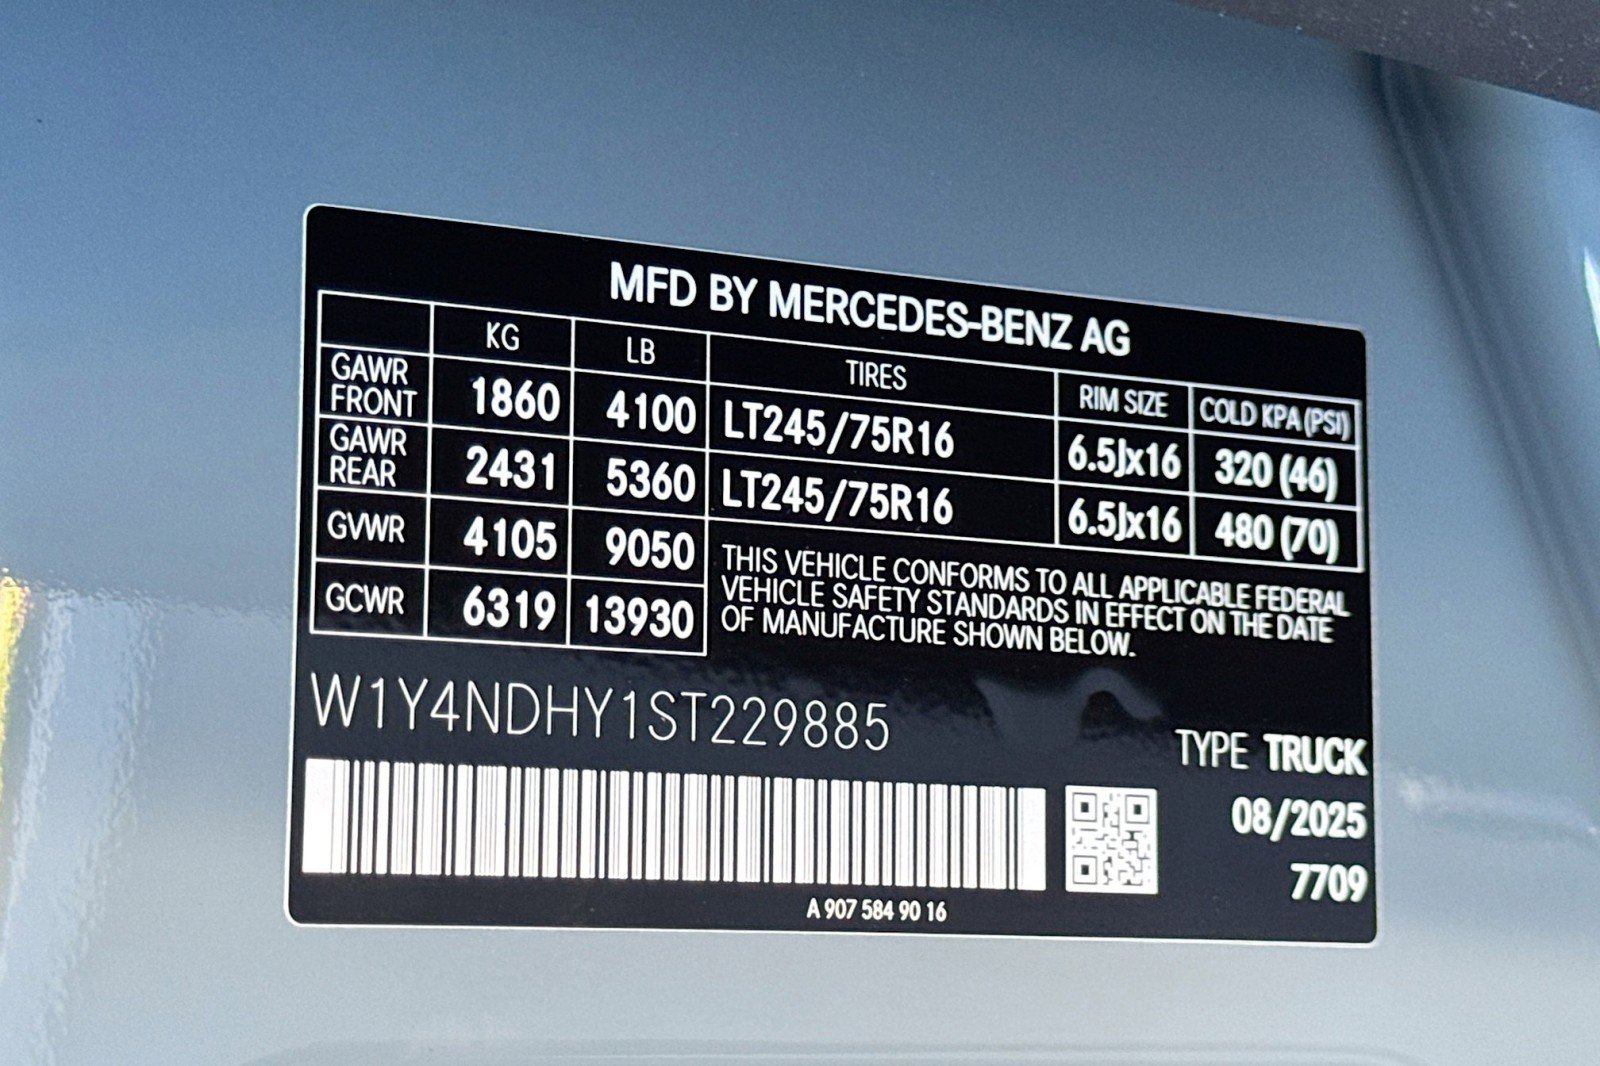 MFD BY MERCEDES-BENZ AG
KG LB TIRES RIM SIZE COLD KPA (PSI)
GAWR FRONT 1860 4100 LT245/75R16 6.5Jx16 320 (46)
GAWR REAR 2431 5360 LT245/75R16 6.5Jx16 480 (70)
GVWR 4105 9050
GCWR 6319 13930
THIS VEHICLE CONFORMS TO ALL APPLICABLE FEDERAL
VEHICLE SAFETY STANDARDS IN EFFECT ON THE DATE
OF MANUFACTURE SHOWN BELOW.
W1Y4NDHY1ST229885
TYPE TRUCK
08/2025
7709
A 907 584 90 16